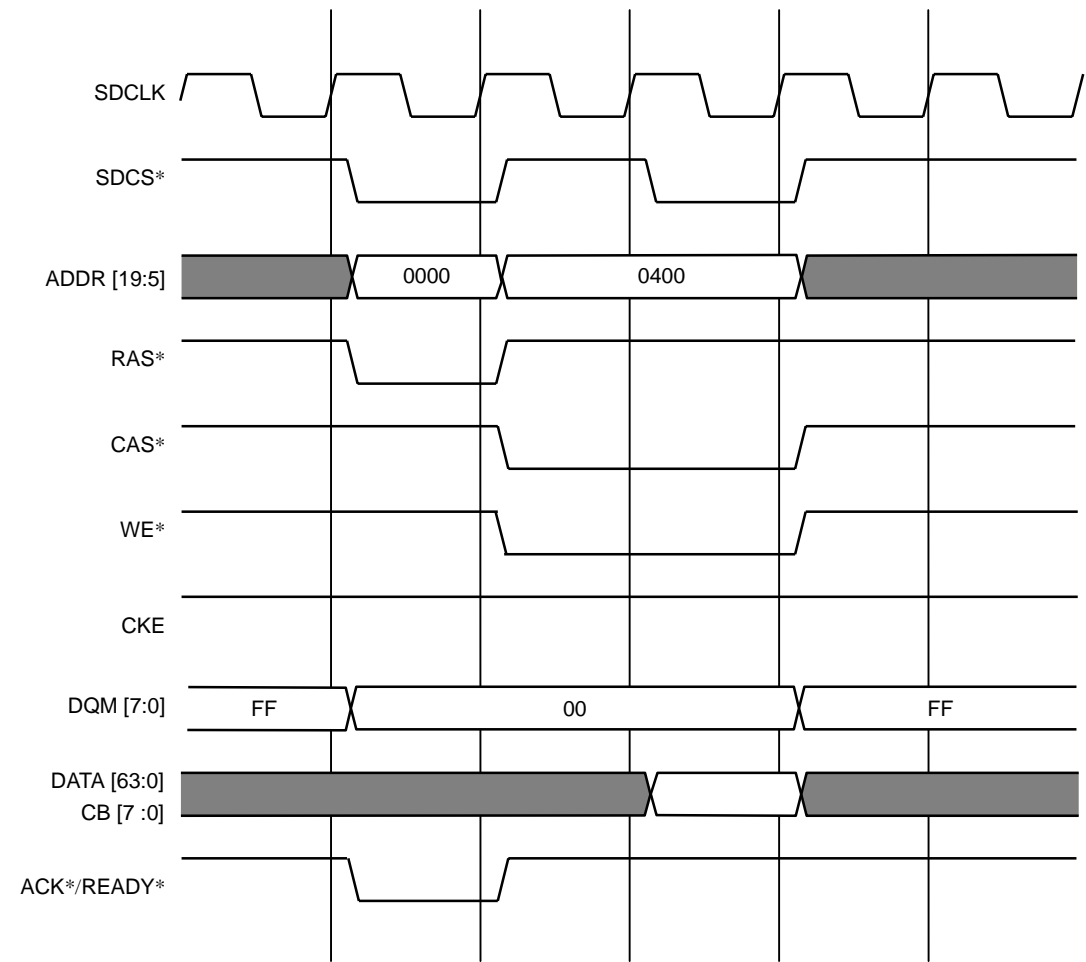 SDCLK
SDCS*
ADDR [19:5]
0000
0400
RAS*
CAS*
WE*
CKE
DQM [7:0]
FF
00
FF
DATA [63:0]
CB [7 :0]
ACK*/READY*